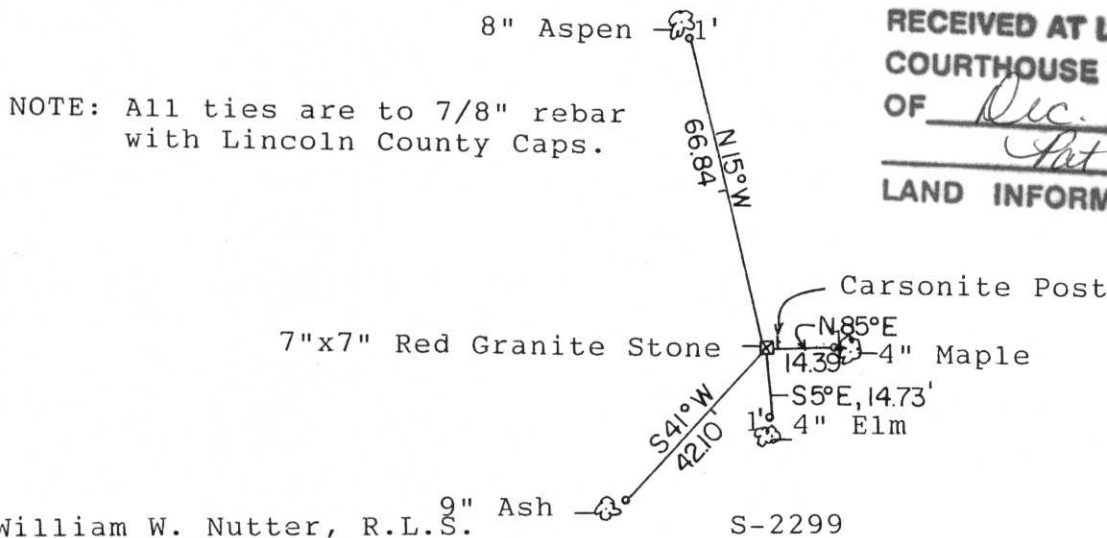 8" Aspen 1'
RECEIVED AT
COURTHOUSE
OF Dec.
Pat
LAND INFORM
NOTE: All ties are to 7/8" rebar
with Lincoln County Caps.
N15°W
66.84'
Carsonite Post
N85°E
7"x7" Red Granite Stone
14.39'
4" Maple
S5°E, 14.73'
1' 4" Elm
S41°W
42.10'
9" Ash
William W. Nutter, R.L.S. S-2299